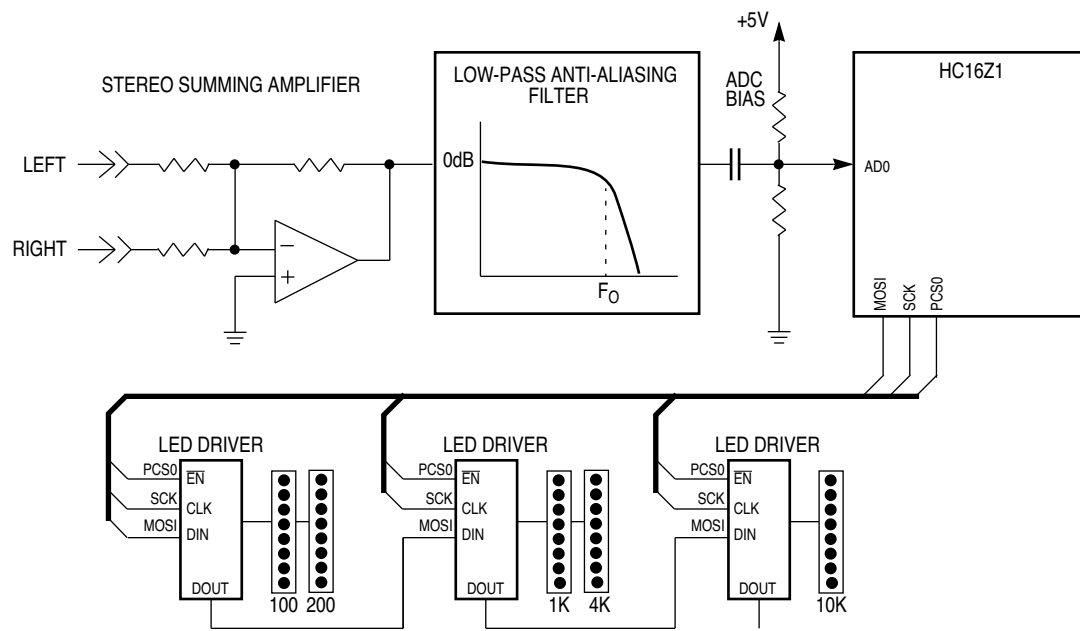 +5V
STEREO SUMMING AMPLIFIER
LOW-PASS ANTI-ALIASING
FILTER
ADC
BIAS
HC16Z1
LEFT
0dB
AD0
RIGHT
−
+
FO
MOSI
SCK
PCS0
LED DRIVER
LED DRIVER
LED DRIVER
PCS0
EN
SCK
CLK
MOSI
DIN
DOUT
100
200
PCS0
EN
SCK
CLK
MOSI
DIN
DOUT
1K
4K
PCS0
EN
SCK
CLK
MOSI
DIN
DOUT
10K